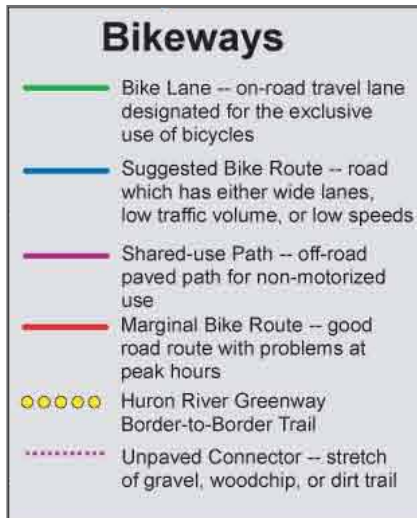 Bikeways
Bike Lane -- on-road travel lane
designated for the exclusive
use of bicycles
Suggested Bike Route -- road
which has either wide lanes,
low traffic volume, or low speeds
Shared-use Path -- off-road
paved path for non-motorized
use
Marginal Bike Route -- good
road route with problems at
peak hours
Huron River Greenway
Border-to-Border Trail
Unpaved Connector -- stretch
of gravel, woodchip, or dirt trail